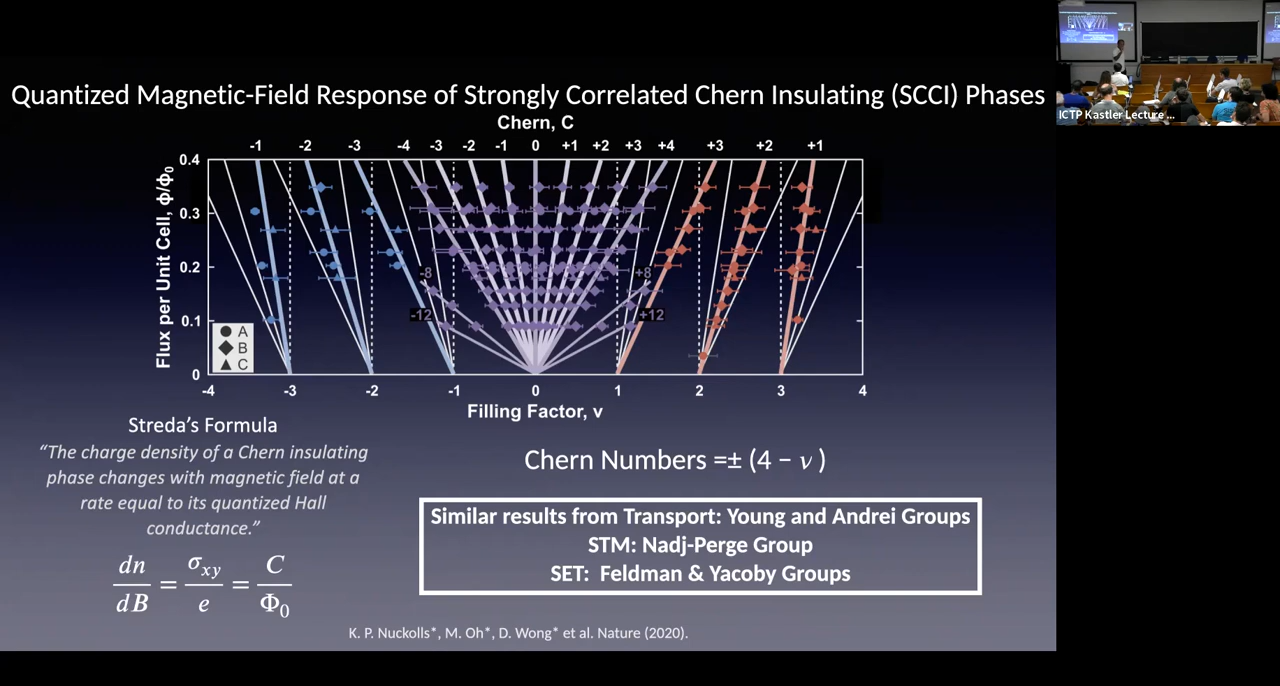 Quantized Magnetic-Field Response of Strongly Correlated Chern Insulating (SCCI) Phases
Chern, C
-1 -2 -3 -4 -3 -2 -1 0 +1 +2 +3 +4 +3 +2 +1
Flux per Unit Cell, ϕ/ϕ₀
0.4
0.3
0.2
0.1
0
-8 +8
-12 +12
A
B
C
-4 -3 -2 -1 0 1 2 3 4
Filling Factor, ν
Streda's Formula
“The charge density of a Chern insulating
phase changes with magnetic field at a
rate equal to its quantized Hall
conductance.”
dn/dB = σxy/e = C/Φ₀
Chern Numbers =± (4 − ν )
Similar results from Transport: Young and Andrei Groups
STM: Nadj-Perge Group
SET: Feldman & Yacoby Groups
K. P. Nuckolls*, M. Oh*, D. Wong* et al. Nature (2020).
ICTP Kastler Lecture ...